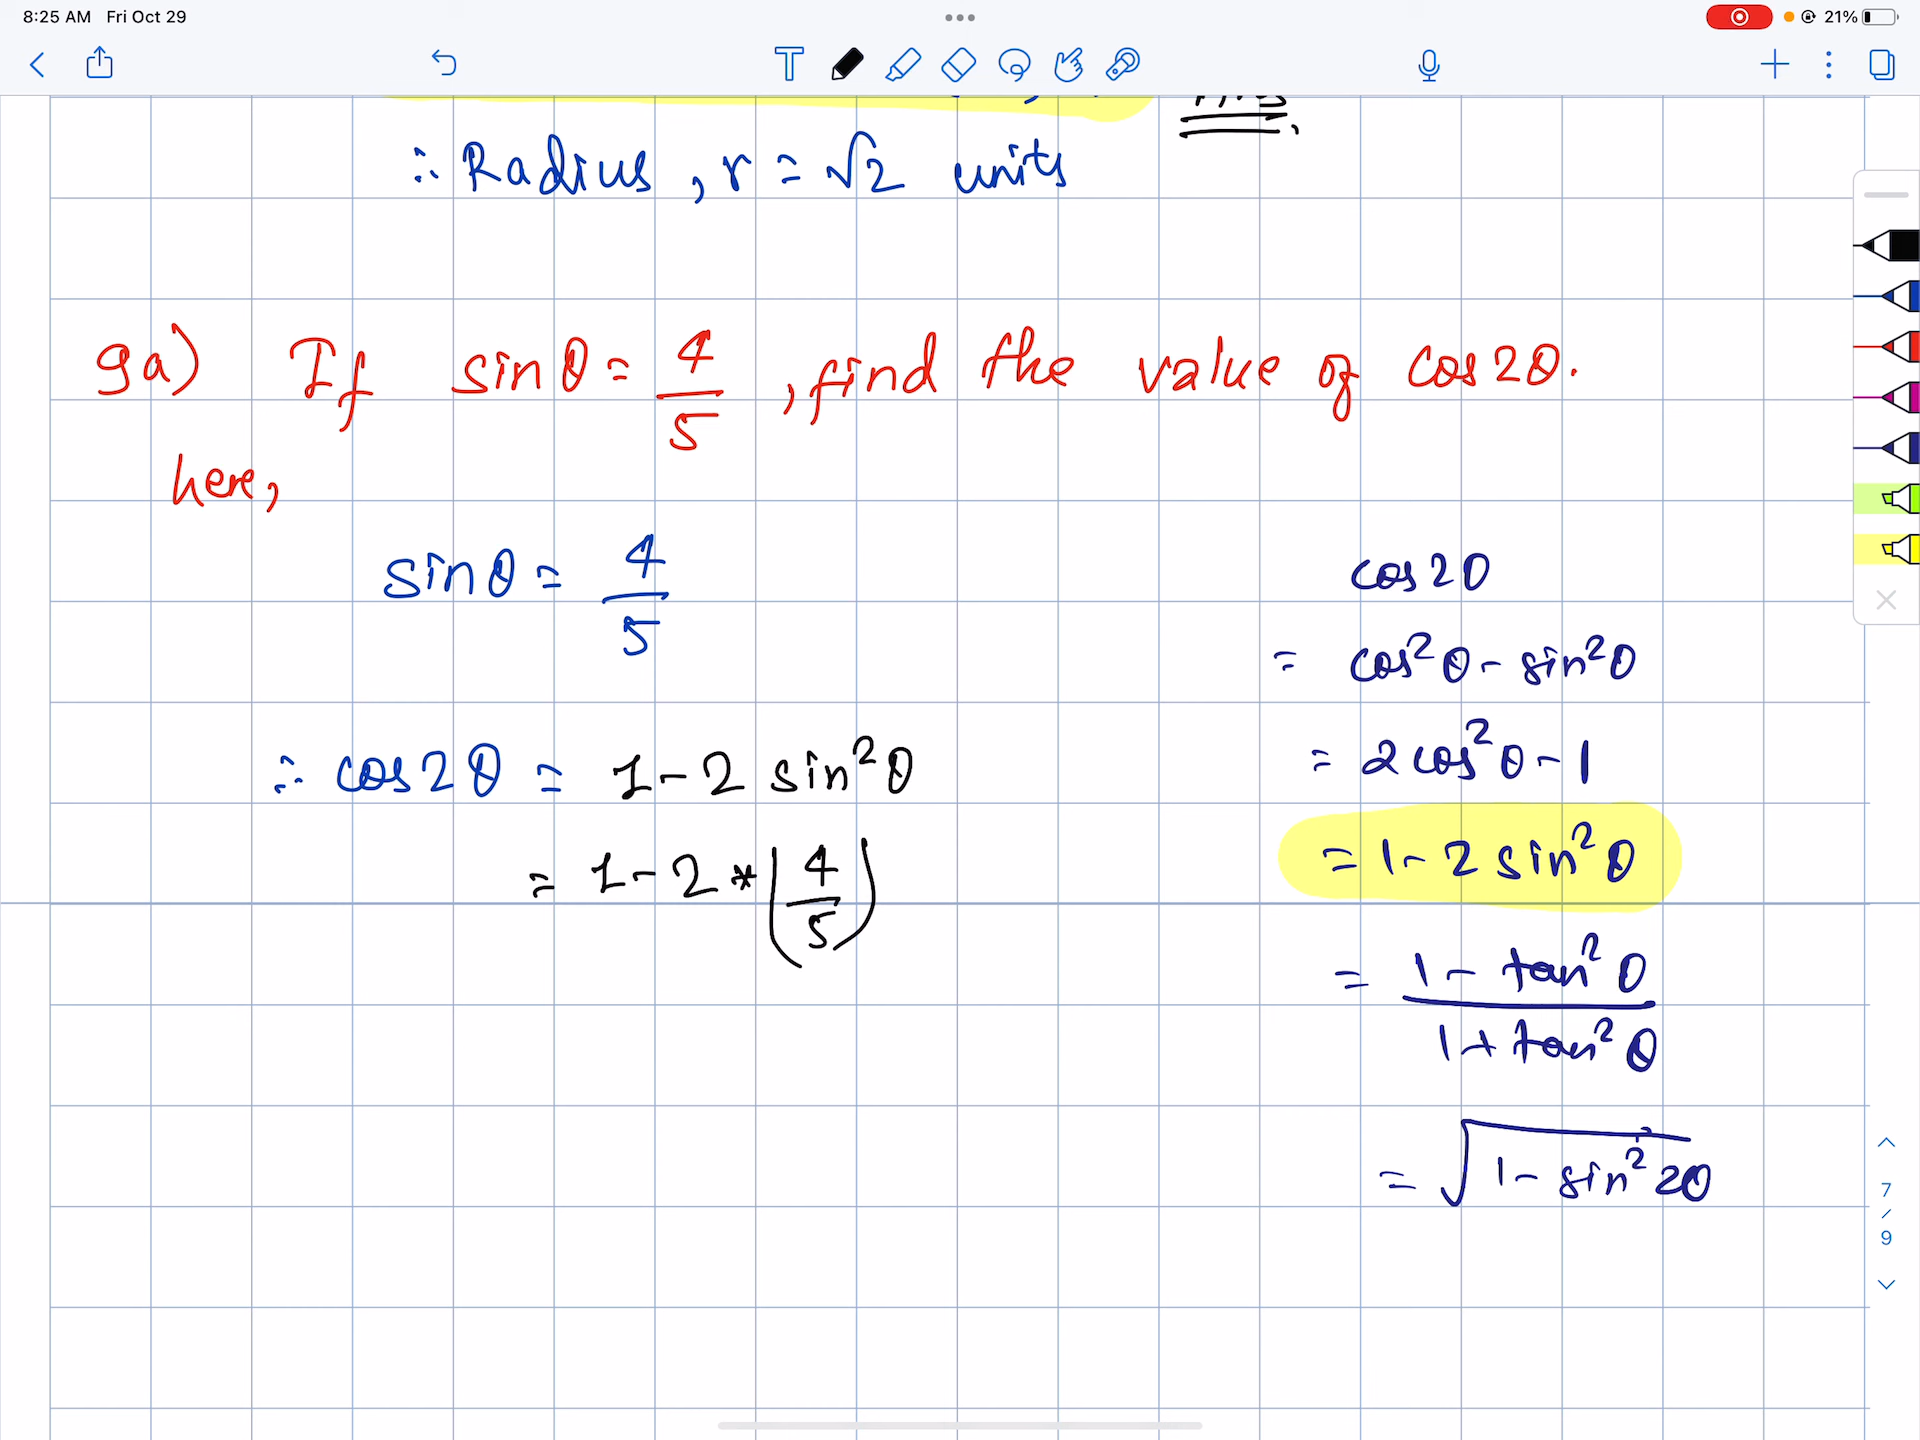 8:25 AM Fri Oct 29
21%
∴ Radius, r = √2 units
9a) If sinθ = 4/5, find the value of cos2θ.
here,
sinθ = 4/5
∴ cos2θ = 1-2 sin²θ
= 1-2 * (4/5)
cos2θ
= cos²θ - sin²θ
= 2cos²θ - 1
= 1-2 sin²θ
= 1 - tan²θ / 1+ tan²θ
= √1 - sin²2θ
7
/
9